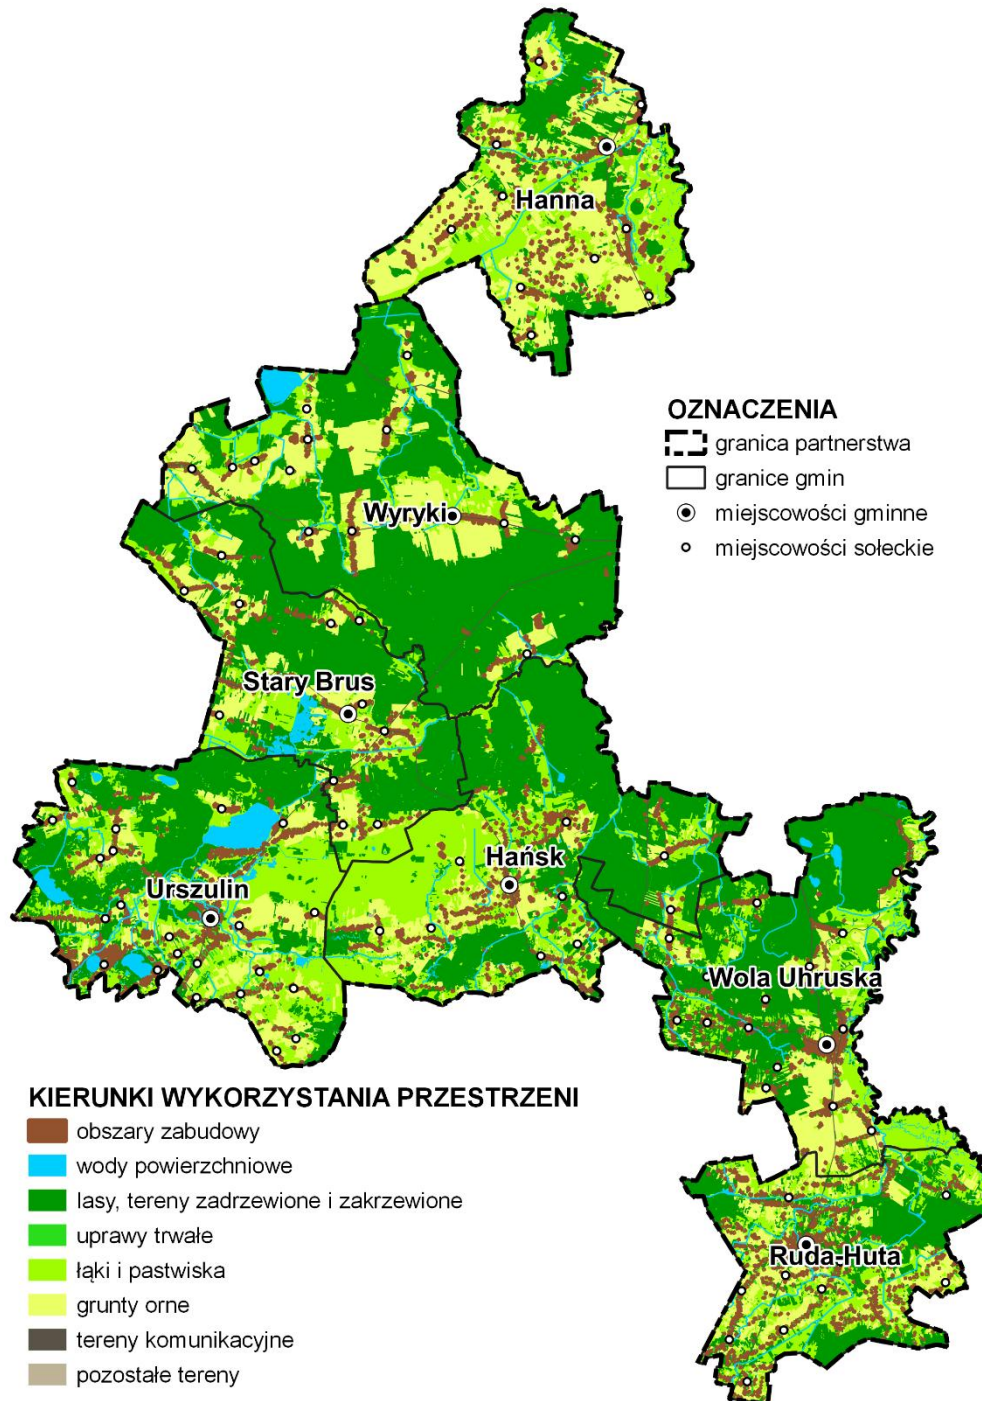 Hanna
OZNACZENIA
granica partnerstwa
granice gmin
miejscowości gminne
miejscowości sołeckie
Wyryki
Stary Brus
Hańsk
Urszulin
Wola Uhruska
Ruda-Huta
KIERUNKI WYKORZYSTANIA PRZESTRZENI
obszary zabudowy
wody powierzchniowe
lasy, tereny zadrzewione i zakrzewione
uprawy trwałe
łąki i pastwiska
grunty orne
tereny komunikacyjne
pozostałe tereny